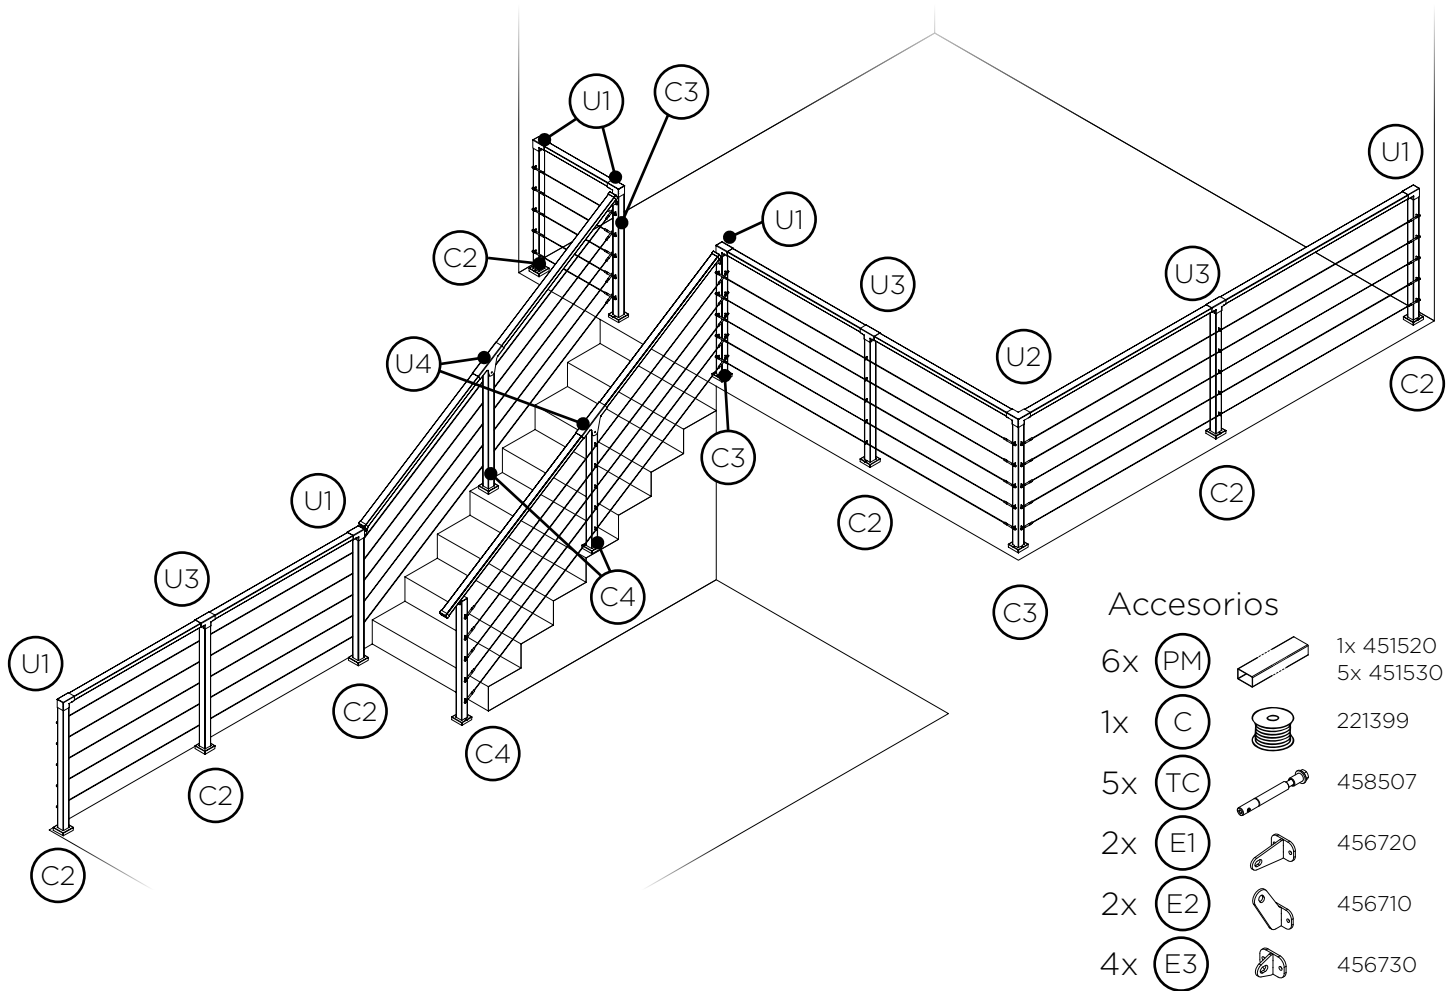 U1
C3
U1
C2
U1
U3
U3
U4
U2
C2
C3
U1
C2
C2
U3
C4
C3
U1
C2
C4
C2
C2
Accesorios
6x PM 1x 451520
5x 451530
1x C 221399
5x TC 458507
2x E1 456720
2x E2 456710
4x E3 456730